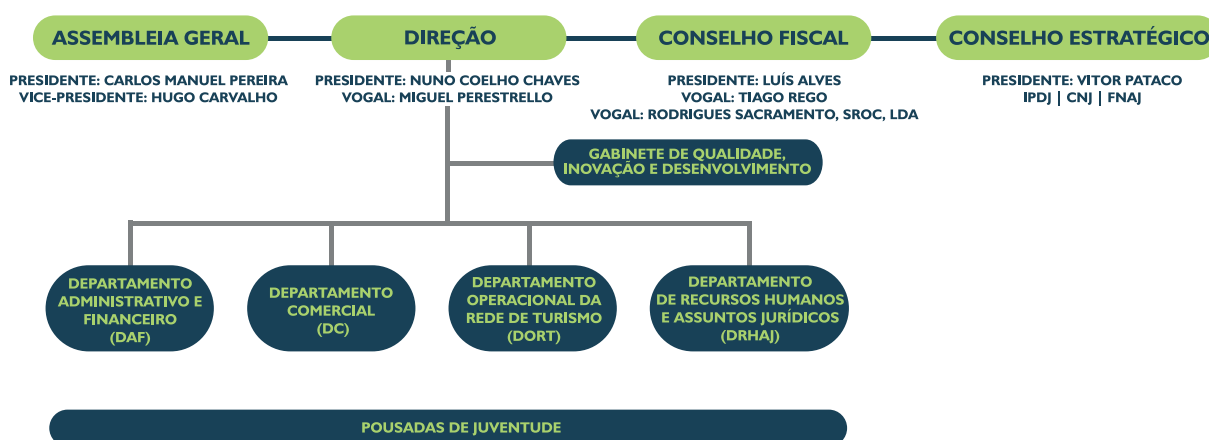 ASSEMBLEIA GERAL
DIREÇÃO
CONSELHO FISCAL
CONSELHO ESTRATÉGICO
PRESIDENTE: CARLOS MANUEL PEREIRA
VICE-PRESIDENTE: HUGO CARVALHO
PRESIDENTE: NUNO COELHO CHAVES
VOGAL: MIGUEL PERESTRELLO
PRESIDENTE: LUÍS ALVES
VOGAL: TIAGO REGO
VOGAL: RODRIGUES SACRAMENTO, SROC, LDA
PRESIDENTE: VITOR PATACO
IPDJ | CNJ | FNAJ
GABINETE DE QUALIDADE,
INOVAÇÃO E DESENVOLVIMENTO
DEPARTAMENTO
ADMINISTRATIVO E
FINANCEIRO
(DAF)
DEPARTAMENTO
COMERCIAL
(DC)
DEPARTAMENTO
OPERACIONAL DA
REDE DE TURISMO
(DORT)
DEPARTAMENTO
DE RECURSOS HUMANOS
E ASSUNTOS JURÍDICOS
(DRHAJ)
POUSADAS DE JUVENTUDE